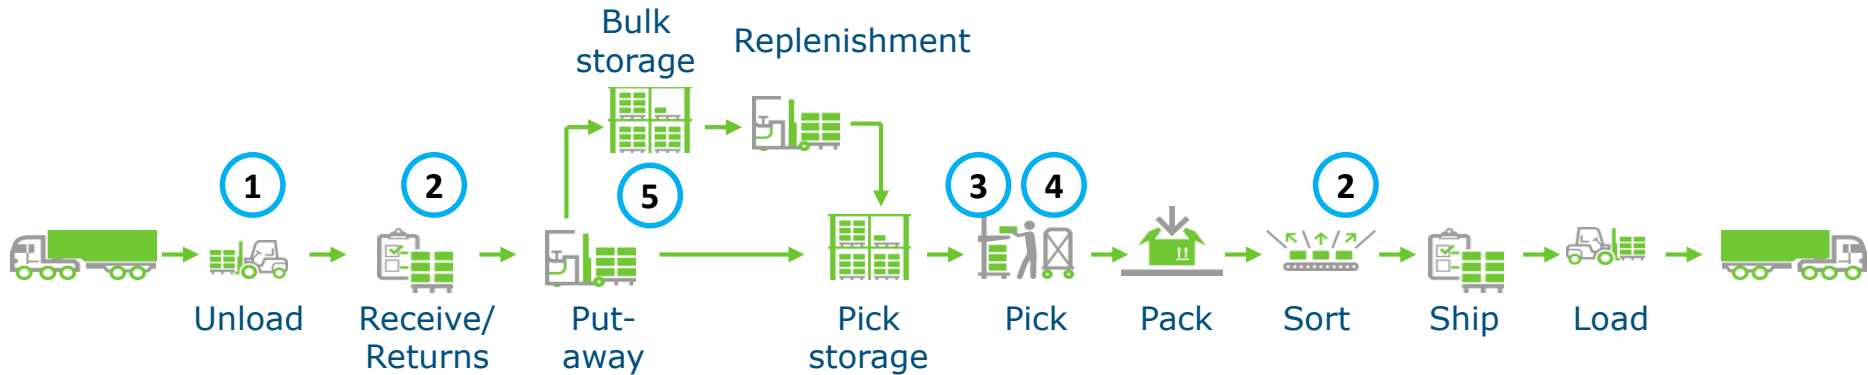 Bulk
storage
Replenishment
1
2
5
3
4
2
Unload
Receive/
Returns
Put-
away
Pick
storage
Pick
Pack
Sort
Ship
Load